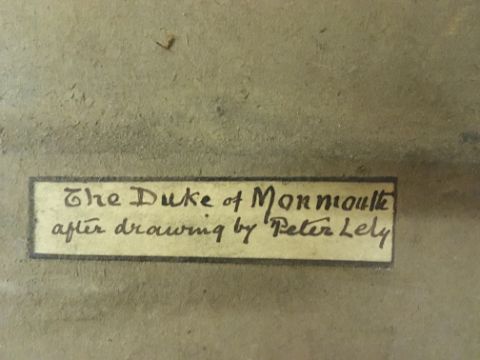 The Duke of Monmouth
after drawing by Peter Lely